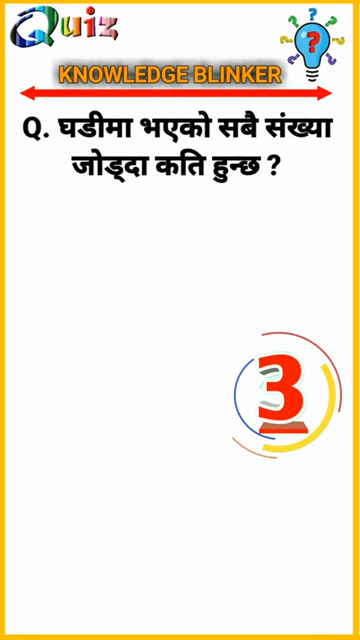 Quiz
KNOWLEDGE BLINKER
Q. घडीमा भएको सबै संख्या
जोड्दा कति हुन्छ ?
3